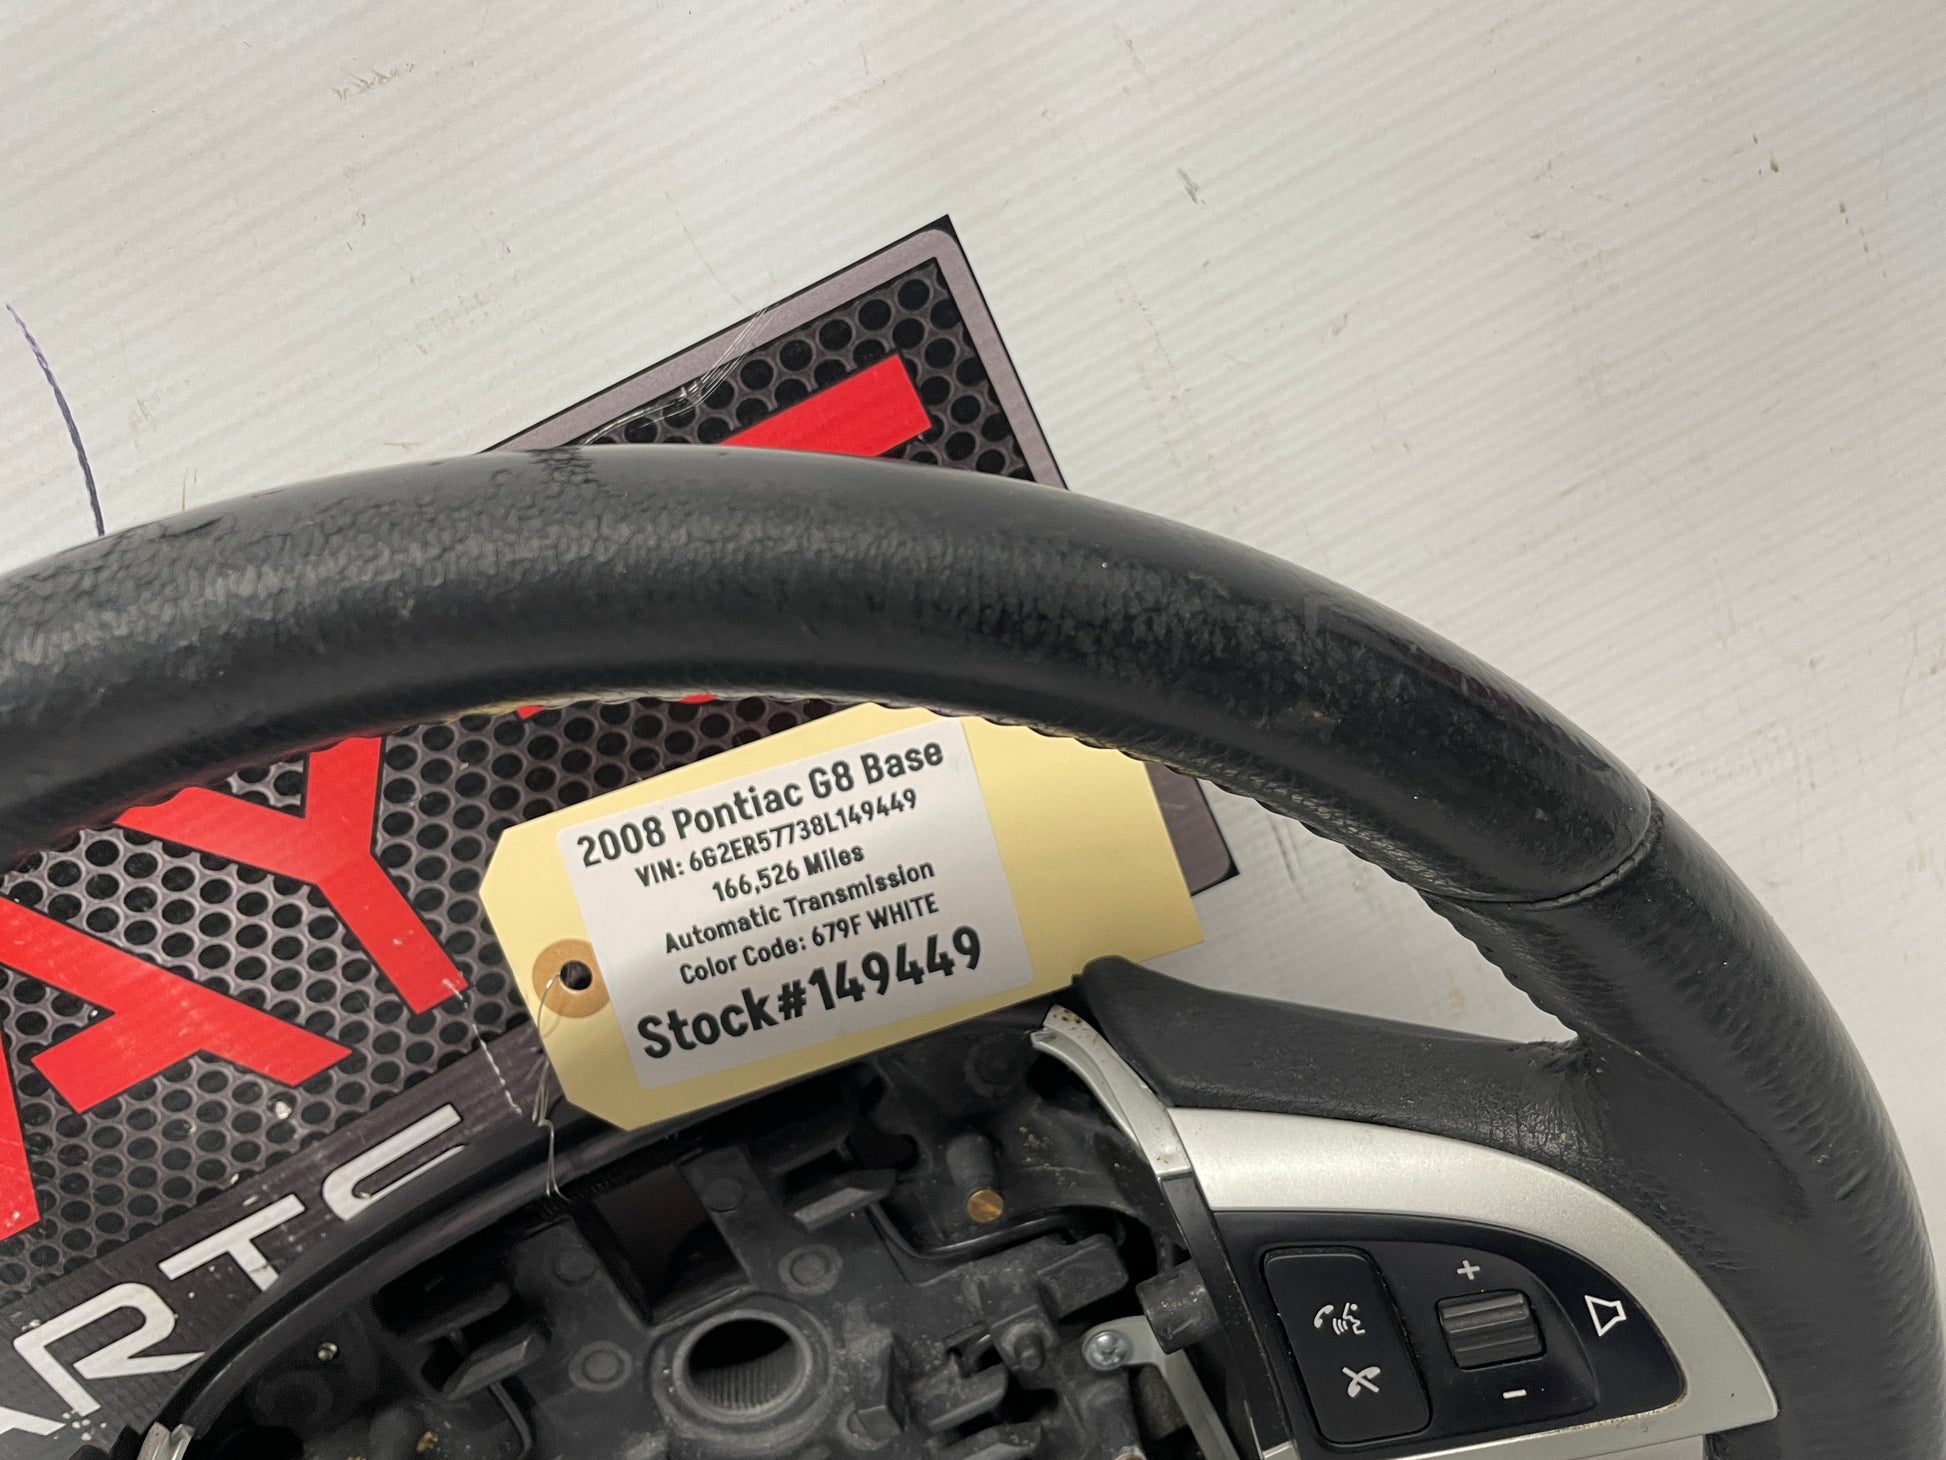 2008 Pontiac G8 Base
VIN: 6G2ER57738L149449
166,526 Miles
Automatic Transmission
Color Code: 679F WHITE
Stock#149449
+
-